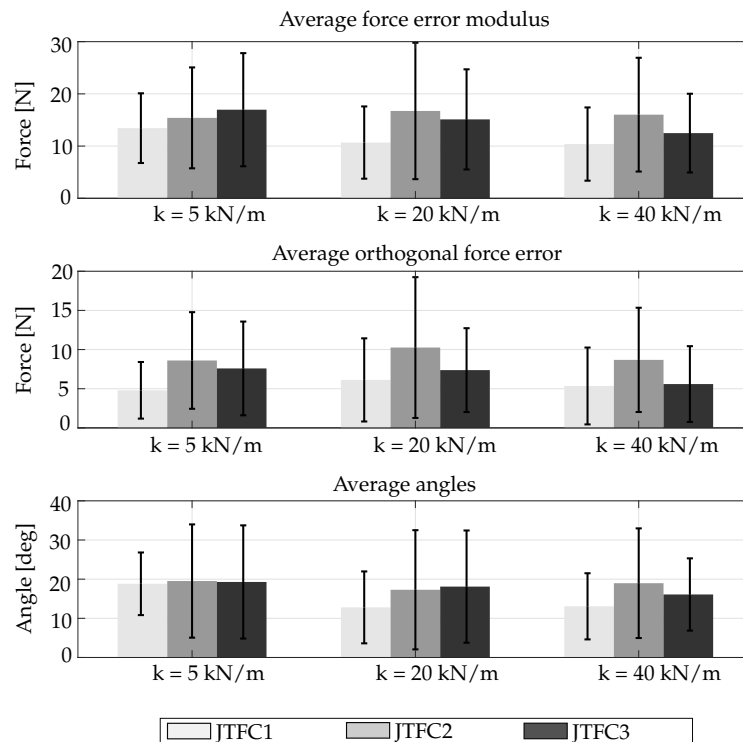 Average force error modulus
30
20
10
0
Force [N]
k = 5 kN/m k = 20 kN/m k = 40 kN/m
Average orthogonal force error
20
15
10
5
0
Force [N]
k = 5 kN/m k = 20 kN/m k = 40 kN/m
Average angles
40
30
20
10
0
Angle [deg]
k = 5 kN/m k = 20 kN/m k = 40 kN/m
JTFC1 JTFC2 JTFC3